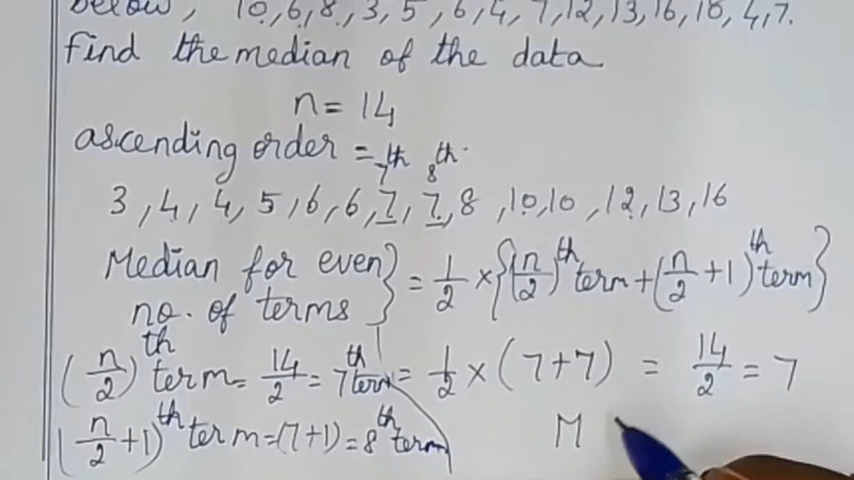 below, 10, 6, 8, 3, 5, 6, 4, 7, 12, 13, 16, 10, 4, 7.
find the median of the data.
n = 14
ascending order =
7th 8th
3, 4, 4, 5, 6, 6, 7, 7, 8, 10, 10, 12, 13, 16
Median for even no. of terms } = 1/2 × {(n/2)th term + (n/2 + 1)th term}
(n/2)th term = 14/2 = 7th term = 1/2 × (7+7) = 14/2 = 7
(n/2 + 1)th term = (7+1) = 8th term M